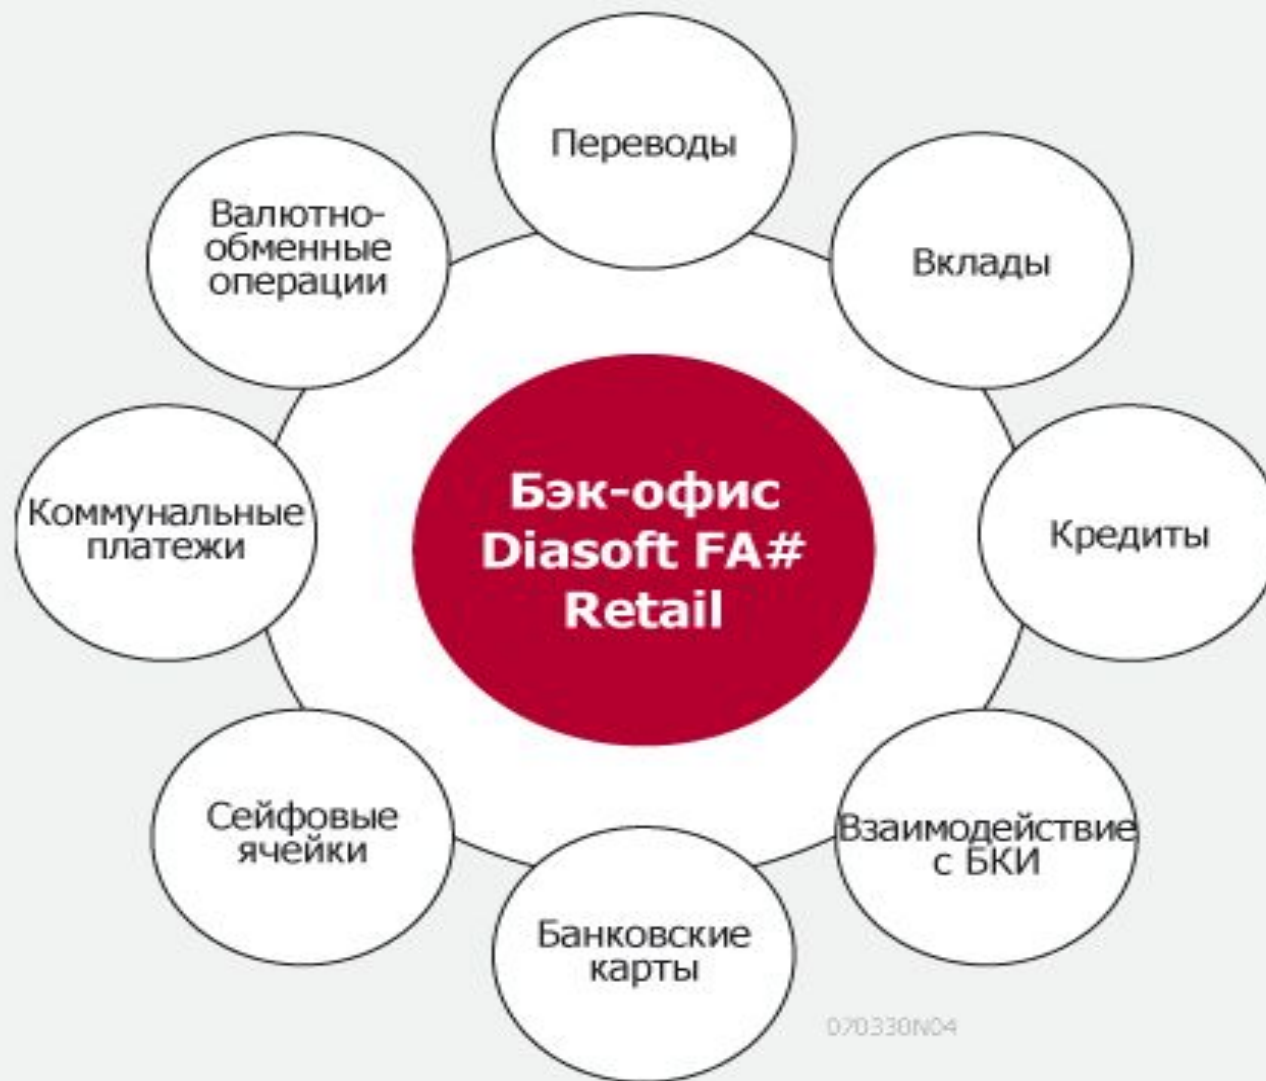 Переводы
Валютно-
обменные
операции
Вклады
Бэк-офис
Diasoft FA#
Retail
Коммунальные
платежи
Кредиты
Сейфовые
ячейки
Взаимодействие
с БКИ
Банковские
карты
070330N04